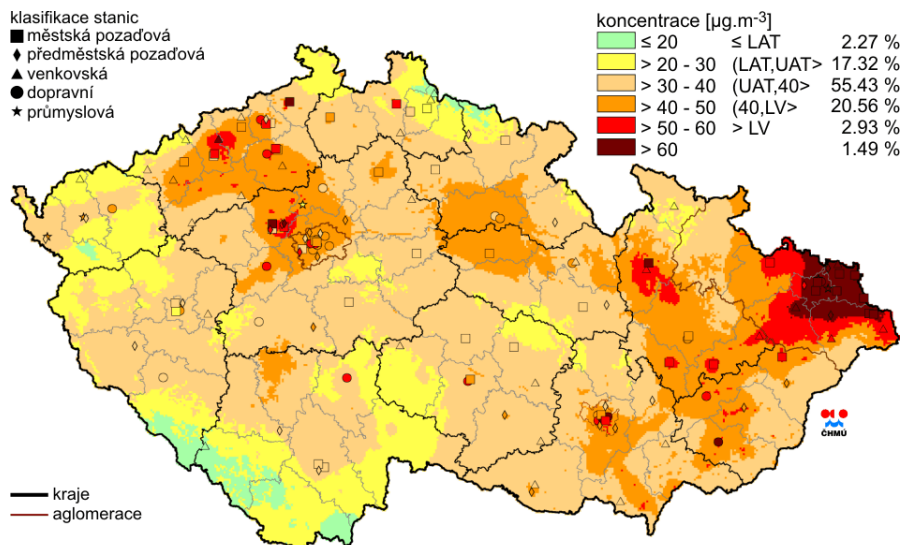 klasifikace stanic
městská pozaďová
předměstská pozaďová
venkovská
dopravní
průmyslová
koncentrace [µg.m⁻³]
≤ 20 ≤ LAT 2.27 %
> 20 - 30 (LAT,UAT> 17.32 %
> 30 - 40 (UAT,40> 55.43 %
> 40 - 50 (40,LV> 20.56 %
> 50 - 60 > LV 2.93 %
> 60 1.49 %
ČHMÚ
kraje
aglomerace